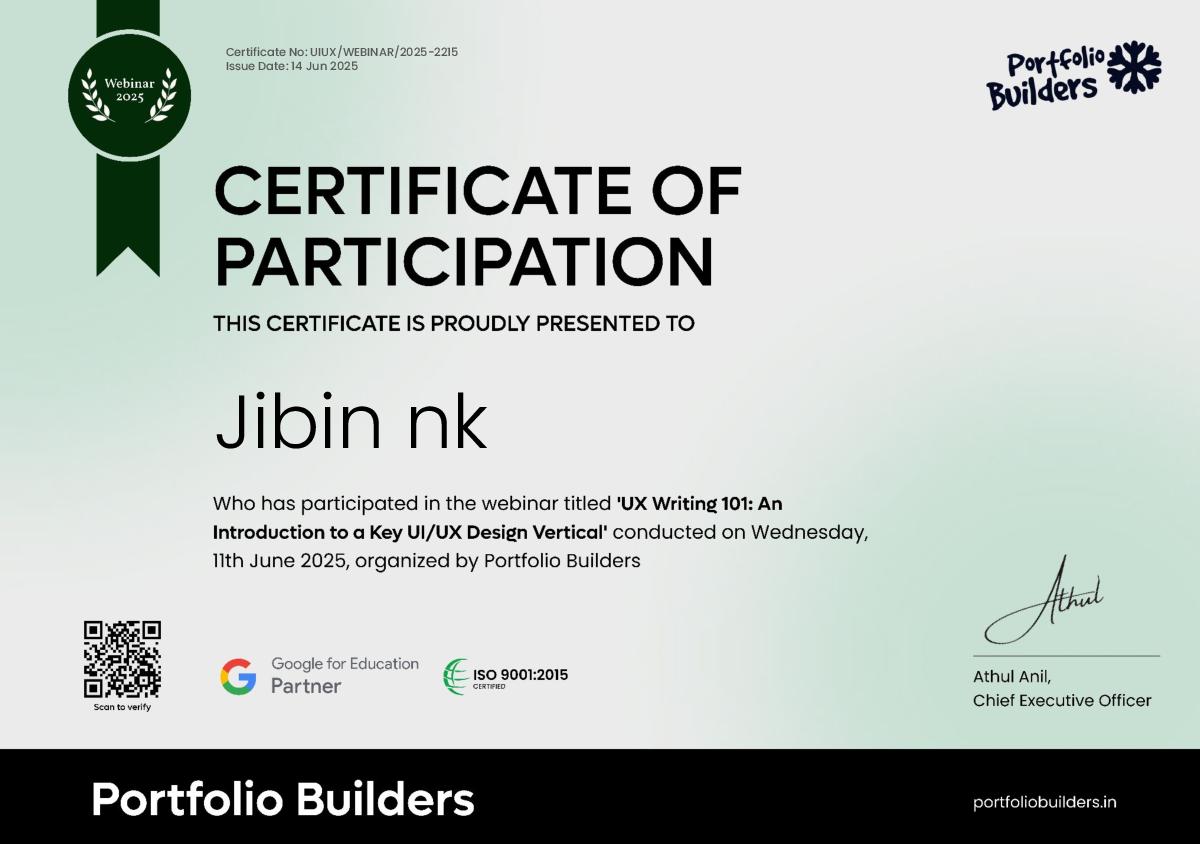 Certificate No: UIUX/WEBINAR/2025-2215
Issue Date: 14 Jun 2025
Webinar
2025
Portfolio
Builders
CERTIFICATE OF
PARTICIPATION
THIS CERTIFICATE IS PROUDLY PRESENTED TO
Jibin nk
Who has participated in the webinar titled 'UX Writing 101: An
Introduction to a Key UI/UX Design Vertical' conducted on Wednesday,
11th June 2025, organized by Portfolio Builders
Athul
Scan to verify
Google for Education
Partner
ISO 9001:2015
CERTIFIED
Athul Anil,
Chief Executive Officer
Portfolio Builders
portfoliobuilders.in